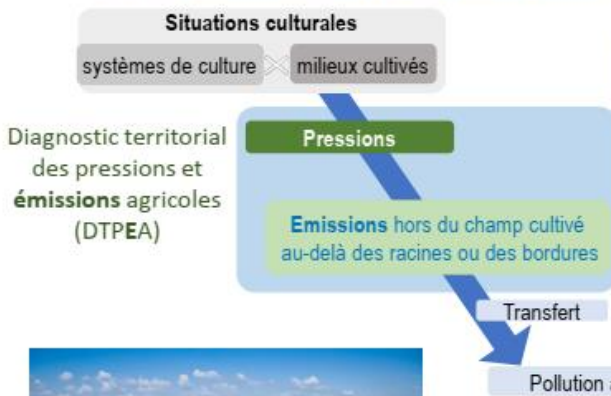 Situations culturales
systèmes de culture milieux cultivés
Diagnostic territorial
des pressions et
émissions agricoles
(DTPEA)
Pressions
Emissions hors du champ cultivé
au-delà des racines ou des bordures
Transfert
Pollution